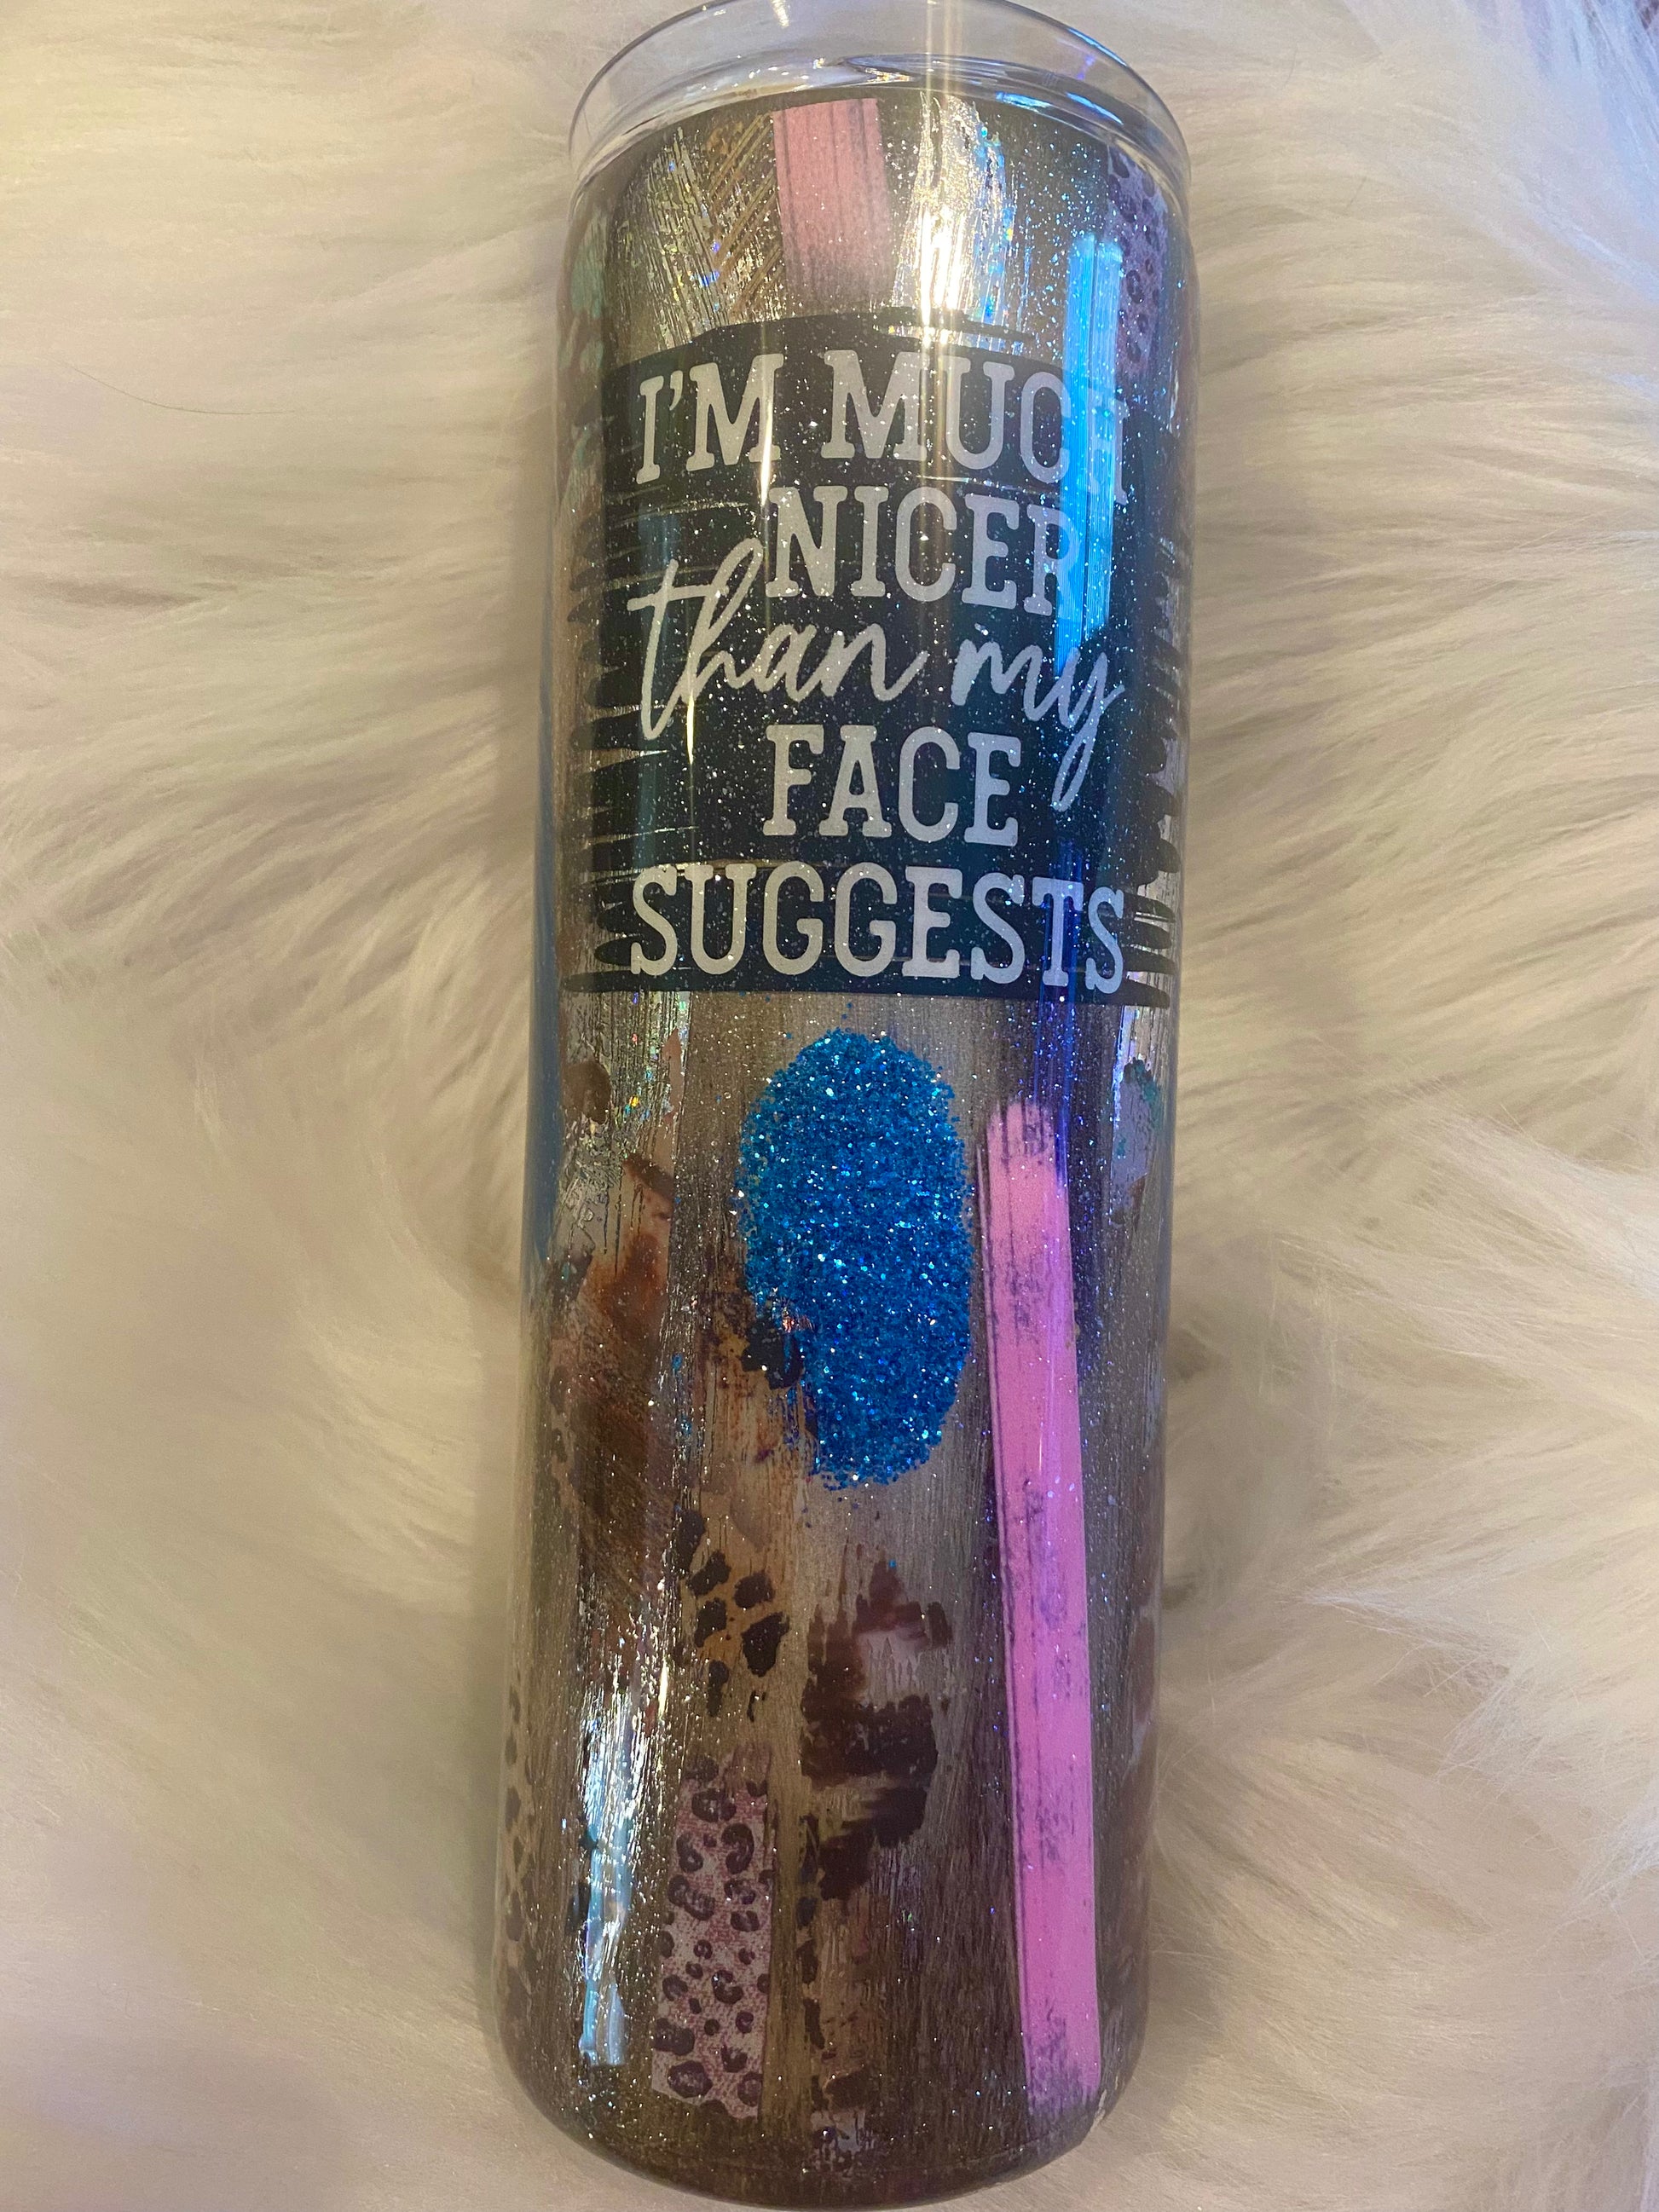 I'M MUCH
NICER
than my
FACE
SUGGESTS